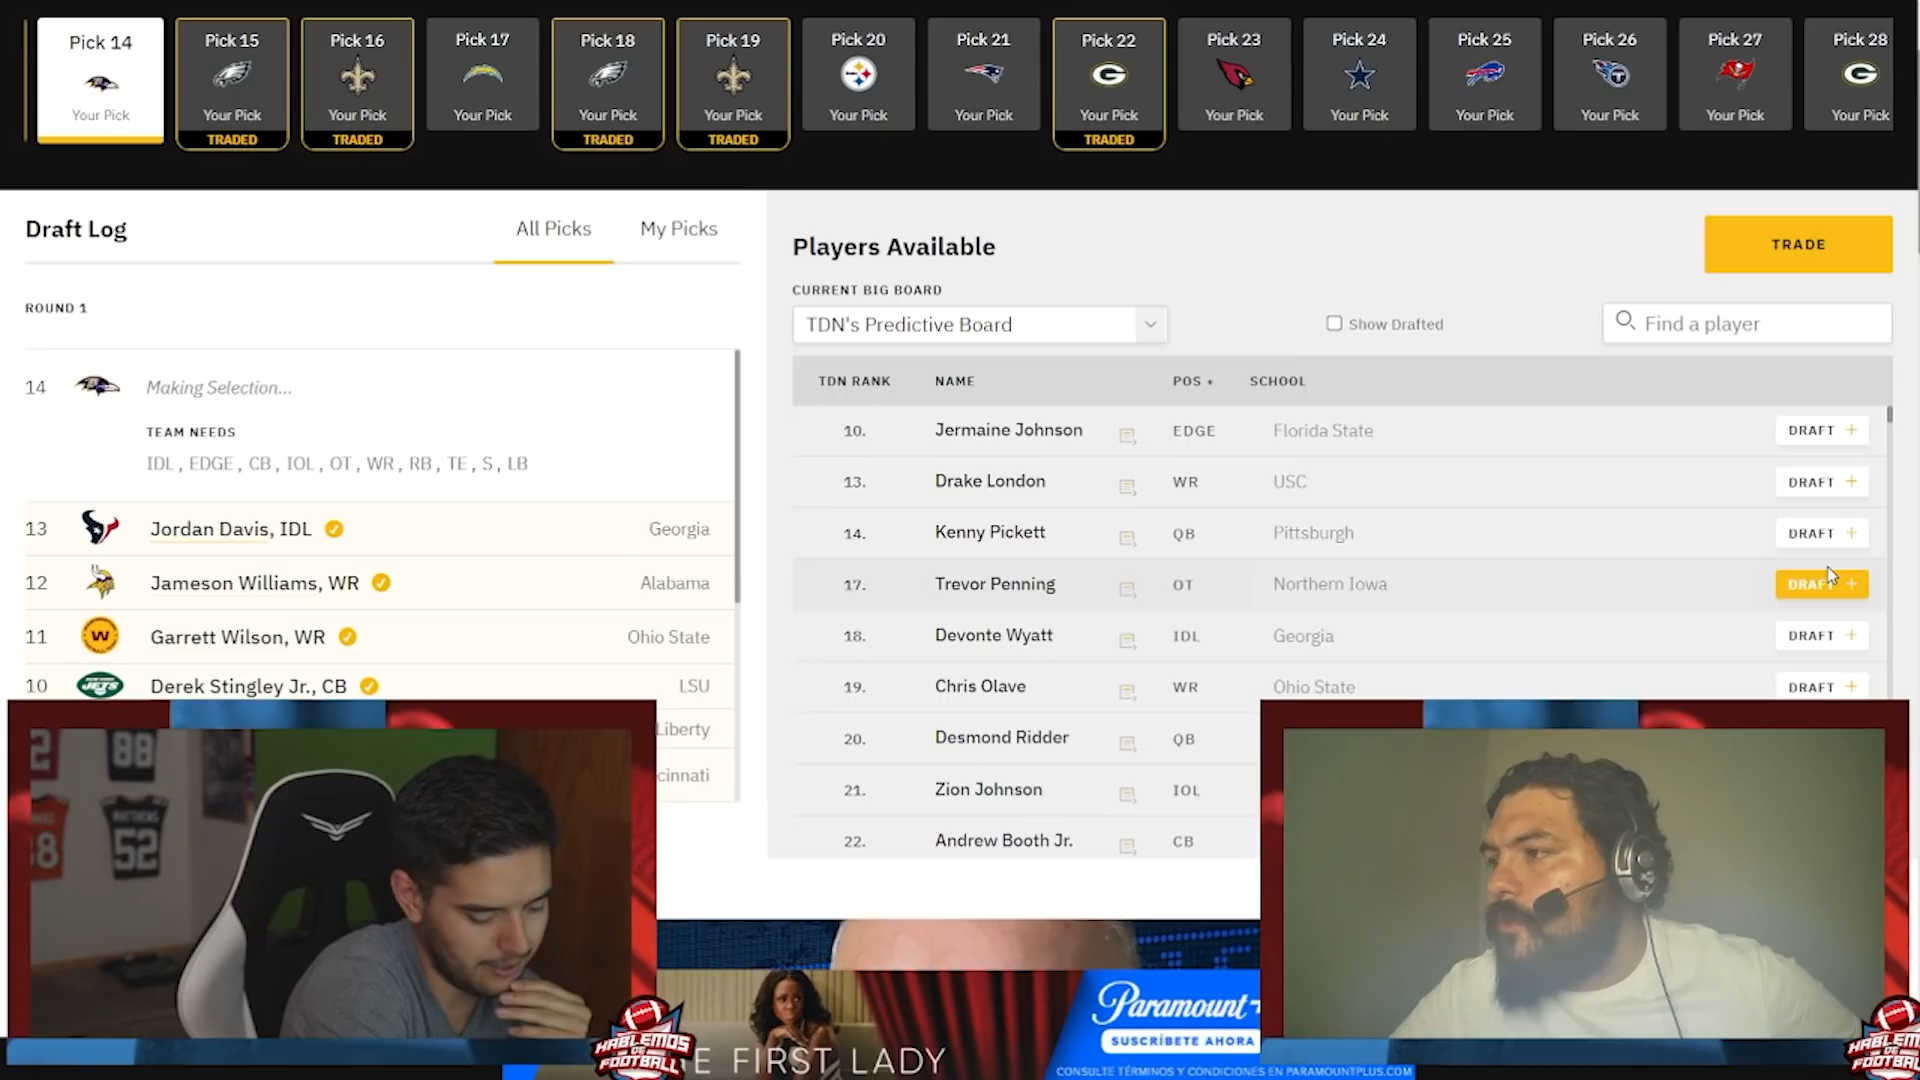 Pick 14
Your Pick
Pick 15
Your Pick
TRADED
Pick 16
Your Pick
TRADED
Pick 17
Your Pick
Pick 18
Your Pick
TRADED
Pick 19
Your Pick
TRADED
Pick 20
Your Pick
Pick 21
Your Pick
Pick 22
Your Pick
TRADED
Pick 23
Your Pick
Pick 24
Your Pick
Pick 25
Your Pick
Pick 26
Your Pick
Pick 27
Your Pick
Pick 28
Your Pick
Draft Log
All Picks
My Picks
ROUND 1
14 Making Selection...
TEAM NEEDS
IDL , EDGE , CB , IOL , OT , WR , RB , TE , S , LB
13 Jordan Davis, IDL Georgia
12 Jameson Williams, WR Alabama
11 W Garrett Wilson, WR Ohio State
10 JETS Derek Stingley Jr., CB LSU
Liberty
cinnati
Players Available
TRADE
CURRENT BIG BOARD
TDN's Predictive Board
Show Drafted
Find a player
TDN RANK NAME POS + SCHOOL
10. Jermaine Johnson EDGE Florida State DRAFT +
13. Drake London WR USC DRAFT +
14. Kenny Pickett QB Pittsburgh DRAFT +
17. Trevor Penning OT Northern Iowa DRAFT +
18. Devonte Wyatt IDL Georgia DRAFT +
19. Chris Olave WR Ohio State DRAFT +
20. Desmond Ridder QB
21. Zion Johnson IOL
22. Andrew Booth Jr. CB
2
88
52
8
HABLEMOS
DE
FOOTBALL
E FIRST LADY
Paramount+
SUSCRÍBETE AHORA
CONSULTE TÉRMINOS Y CONDICIONES EN PARAMOUNTPLUS.COM
HABLEM
DE
FOOTBAL